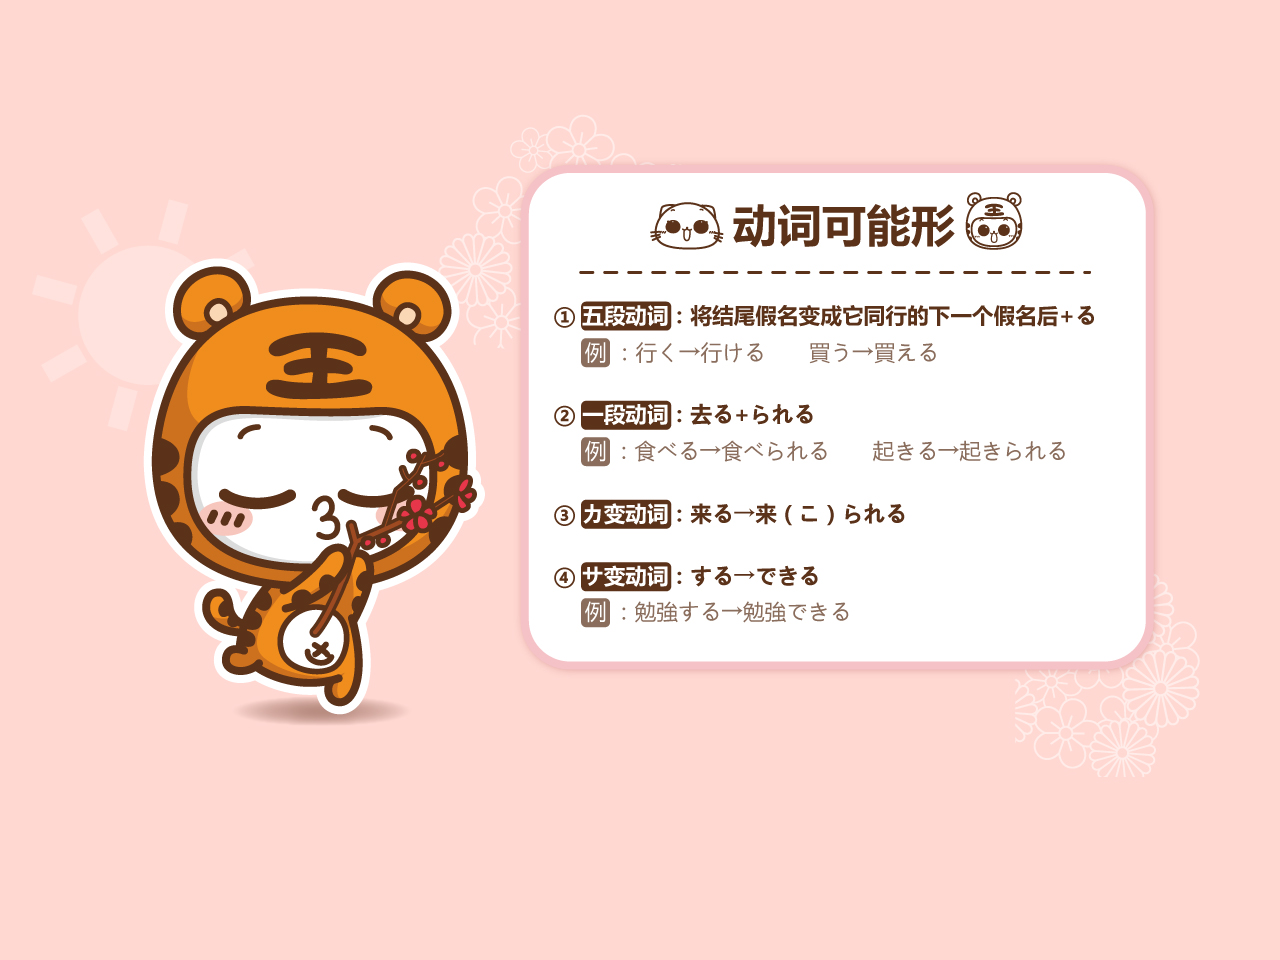 王
动词可能形
王
①五段动词：将结尾假名变成它同行的下一个假名后+る
例：行く→行ける　　買う→買える
②一段动词：去る+られる
例：食べる→食べられる　　起きる→起きられる
③カ变动词：来る→来（こ）られる
④サ变动词：する→できる
例：勉強する→勉強できる